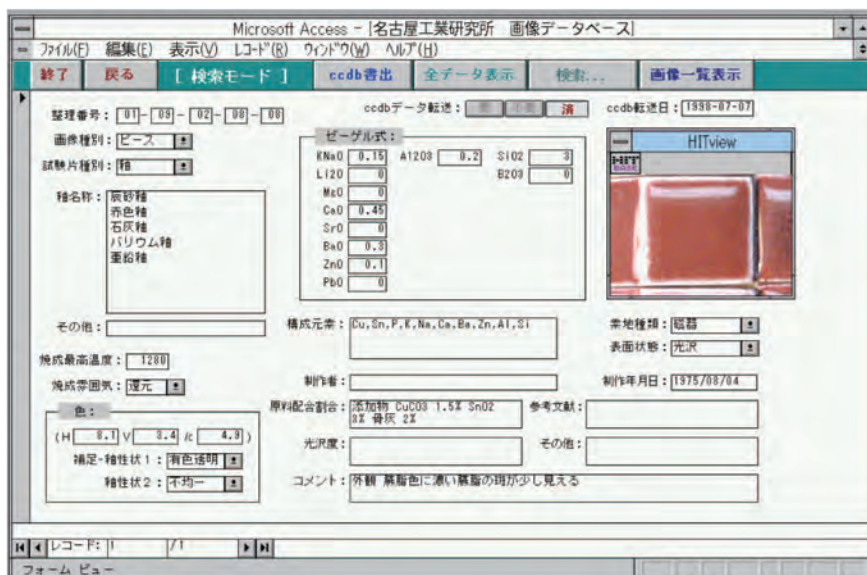 Microsoft Access - [名古屋工業研究所 画像データベース]
ファイル(F) 編集(E) 表示(V) レコード(R) ウィンドウ(W) ヘルプ(H)
終了 戻る [ 検索モード ] ccdb書出 全データ表示 検索... 画像一覧表示
整理番号: 01-09-02-08-08 ccdbデータ転送: 済 ccdb転送日: 1998-07-07
画像種別: ピース
試験片種別: 釉
釉名称: 辰砂釉
赤色釉
石灰釉
バリウム釉
亜鉛釉
ゼーゲル式:
KNaO 0.15 Al2O3 0.2 SiO2 3
Li2O 0 B2O3 0
MgO 0
CaO 0.45
SrO 0
BaO 0.3
ZnO 0.1
PbO 0
HITview
HIT
BASE
その他:
構成元素: Cu,Sn,P,K,Na,Ca,Ba,Zn,Al,Si
素地種類: 磁器
表面状態: 光沢
焼成最高温度: 1280
焼成雰囲気: 還元
制作者:
制作年月日: 1975/08/04
色:
(H 8.1 V 3.4 /c 4.9 )
補足-釉性状1: 有色透明
釉性状2: 不均一
原料配合割合: 添加物 CuCO3 1.5% SnO2
3% 骨灰 2%
参考文献:
光沢度:
その他:
コメント: 外観 臙脂色に濃い臙脂の斑が少し見える
レコード: 1 /1
フォーム ビュー